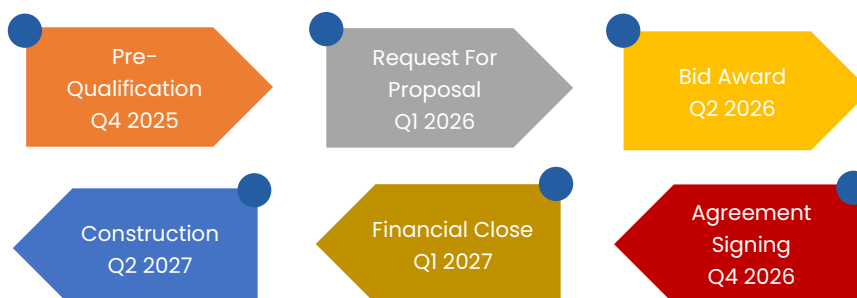 Pre-
Qualification
Q4 2025
Request For
Proposal
Q1 2026
Bid Award
Q2 2026
Agreement
Signing
Q4 2026
Financial Close
Q1 2027
Construction
Q2 2027